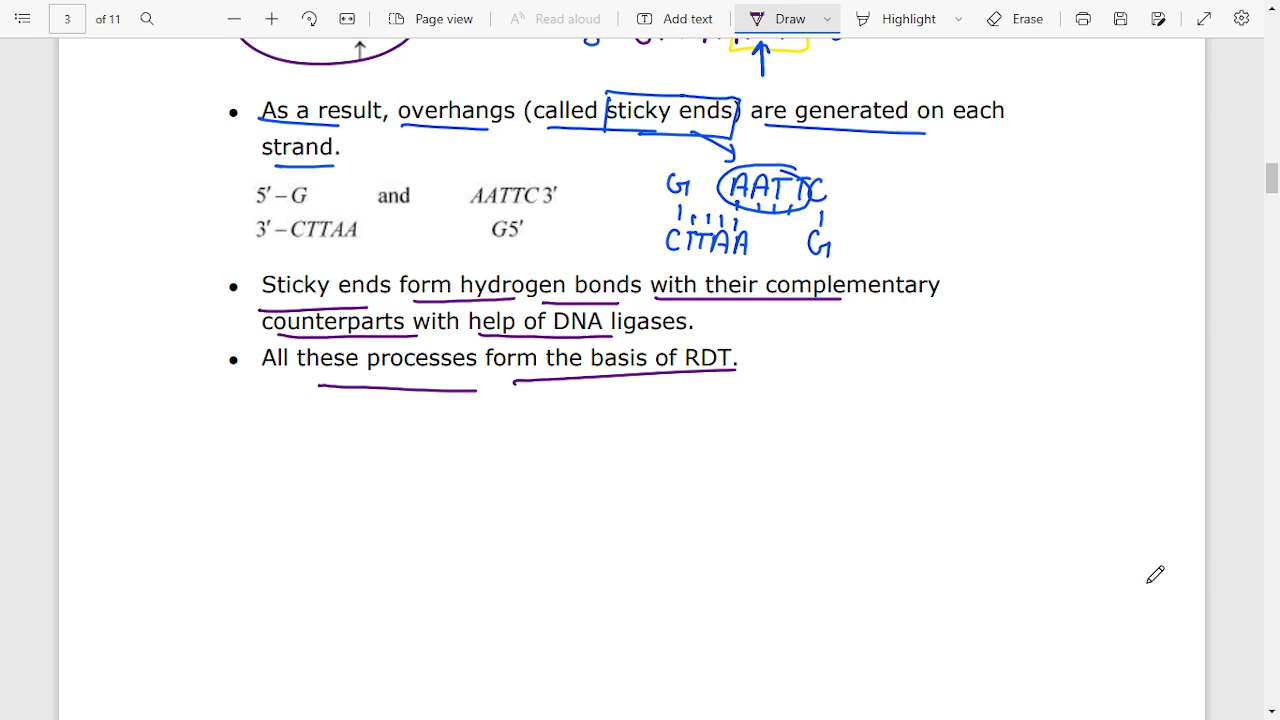 3 of 11 Page view Read aloud Add text Draw Highlight Erase
• As a result, overhangs (called sticky ends) are generated on each
strand.
G AATTC
5′ – G and AATTC 3′
3′ – CTTAA G5′
CTTAA G
• Sticky ends form hydrogen bonds with their complementary
counterparts with help of DNA ligases.
• All these processes form the basis of RDT.